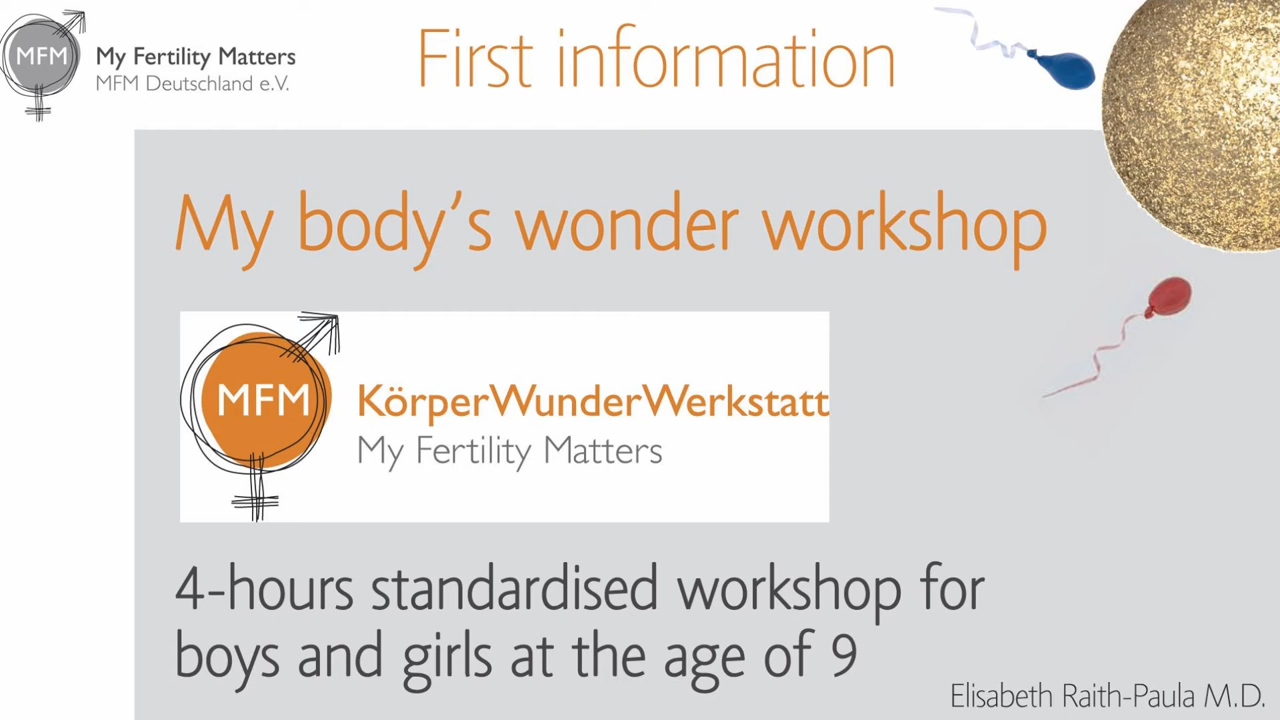 MFM
My Fertility Matters
MFM Deutschland e.V.
First information
My body's wonder workshop
MFM
KörperWunderWerkstatt
My Fertility Matters
4-hours standardised workshop for
boys and girls at the age of 9
Elisabeth Raith-Paula M.D.